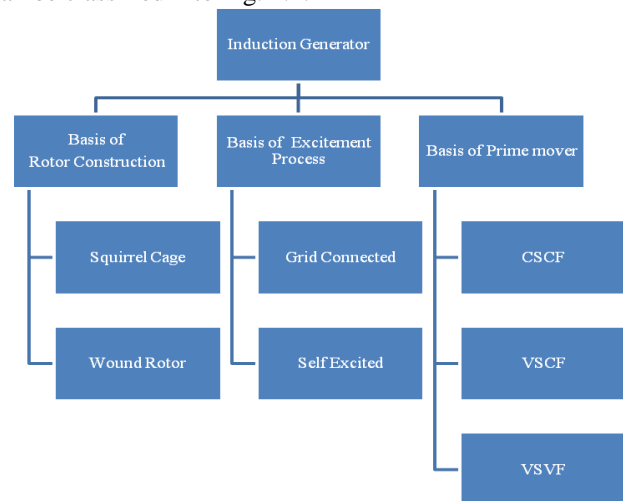 Induction Generator
Basis of
Rotor Construction
Basis of Excitement
Process
Basis of Prime mover
Squirrel Cage
Grid Connected
CSCF
Wound Rotor
Self Excited
VSCF
VSVF